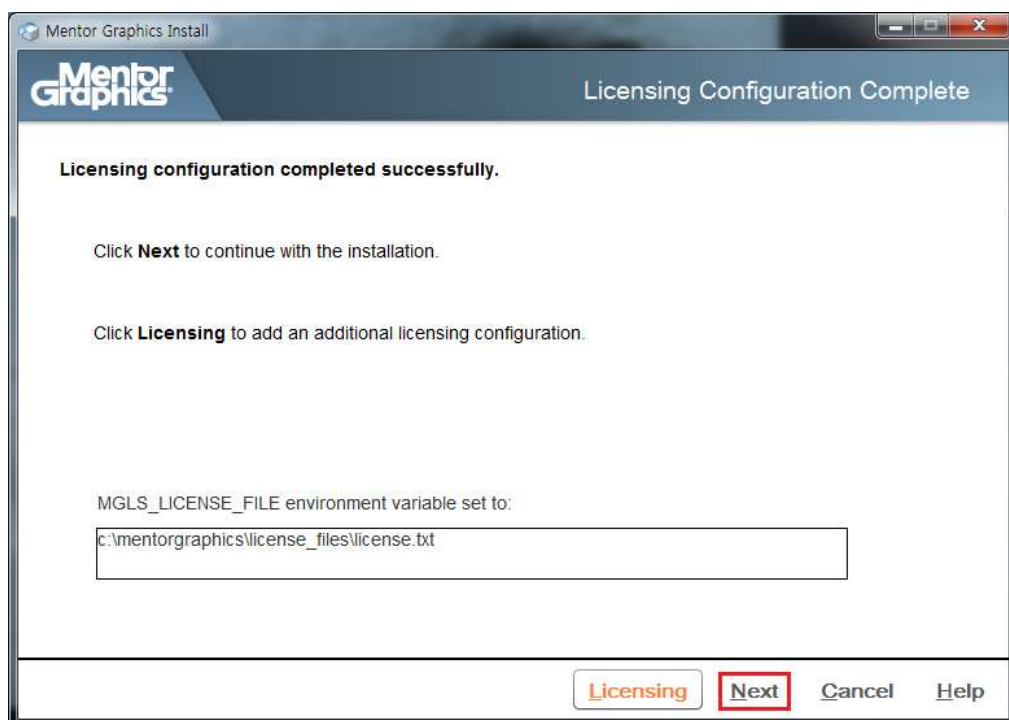 Mentor Graphics Install
Mentor
Graphics
Licensing Configuration Complete
Licensing configuration completed successfully.
Click Next to continue with the installation.
Click Licensing to add an additional licensing configuration.
MGLS_LICENSE_FILE environment variable set to:
c:\mentorgraphics\license_files\license.txt
Licensing Next Cancel Help